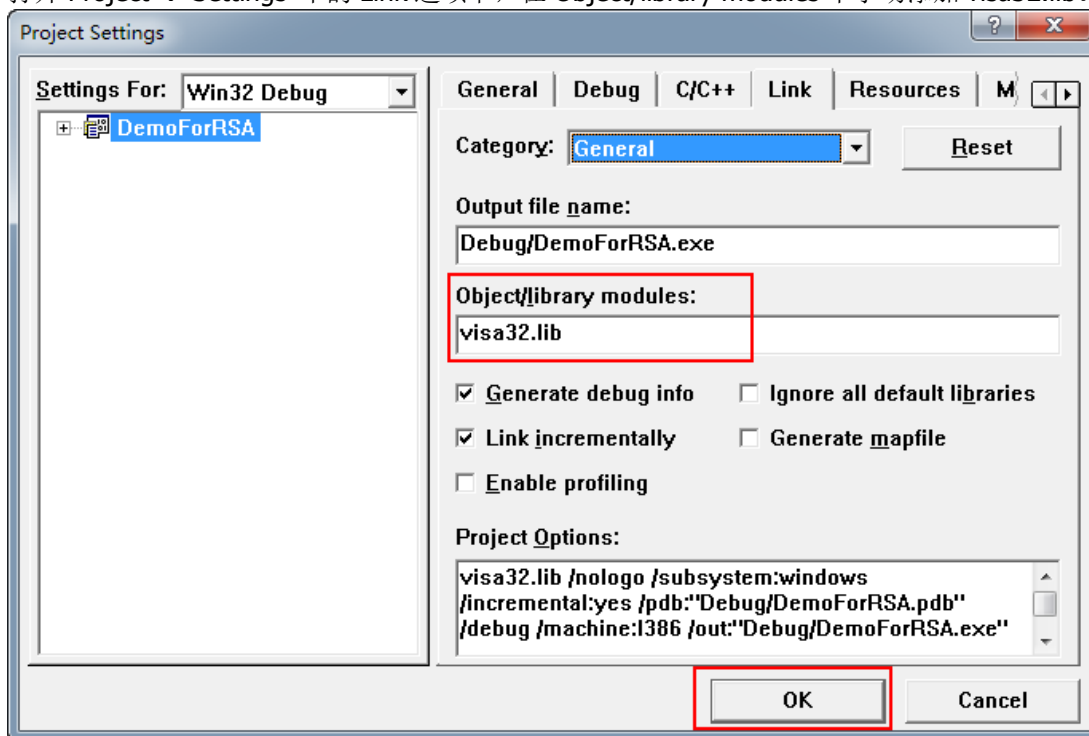 Project Settings
Settings For: Win32 Debug
DemoForRSA
General Debug C/C++ Link Resources M
Category: General Reset
Output file name:
Debug/DemoForRSA.exe
Object/library modules:
visa32.lib
Generate debug info Ignore all default libraries
Link incrementally Generate mapfile
Enable profiling
Project Options:
visa32.lib /nologo /subsystem:windows
/incremental:yes /pdb:"Debug/DemoForRSA.pdb"
/debug /machine:I386 /out:"Debug/DemoForRSA.exe"
OK Cancel